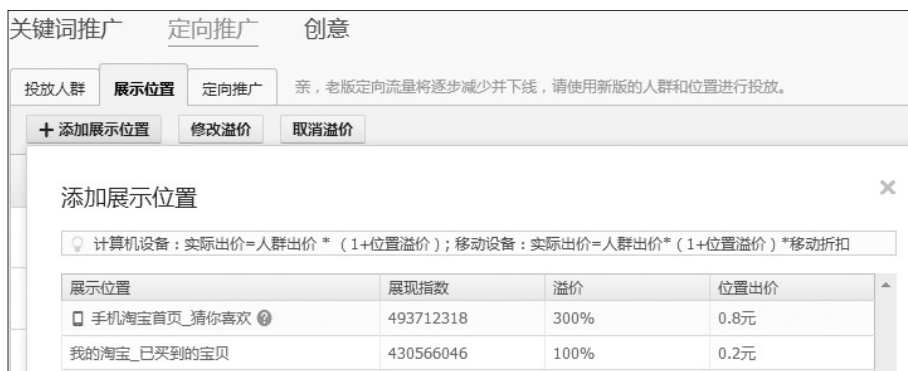 关键词推广 定向推广 创意
投放人群 展示位置 定向推广 亲，老版定向流量将逐步减少并下线，请使用新版的人群和位置进行投放。
+ 添加展示位置 修改溢价 取消溢价
添加展示位置 ×
计算机设备：实际出价=人群出价 * （1+位置溢价）；移动设备：实际出价=人群出价*（1+位置溢价）*移动折扣
展示位置 展现指数 溢价 位置出价
手机淘宝首页_猜你喜欢 ? 493712318 300% 0.8元
我的淘宝_已买到的宝贝 430566046 100% 0.2元